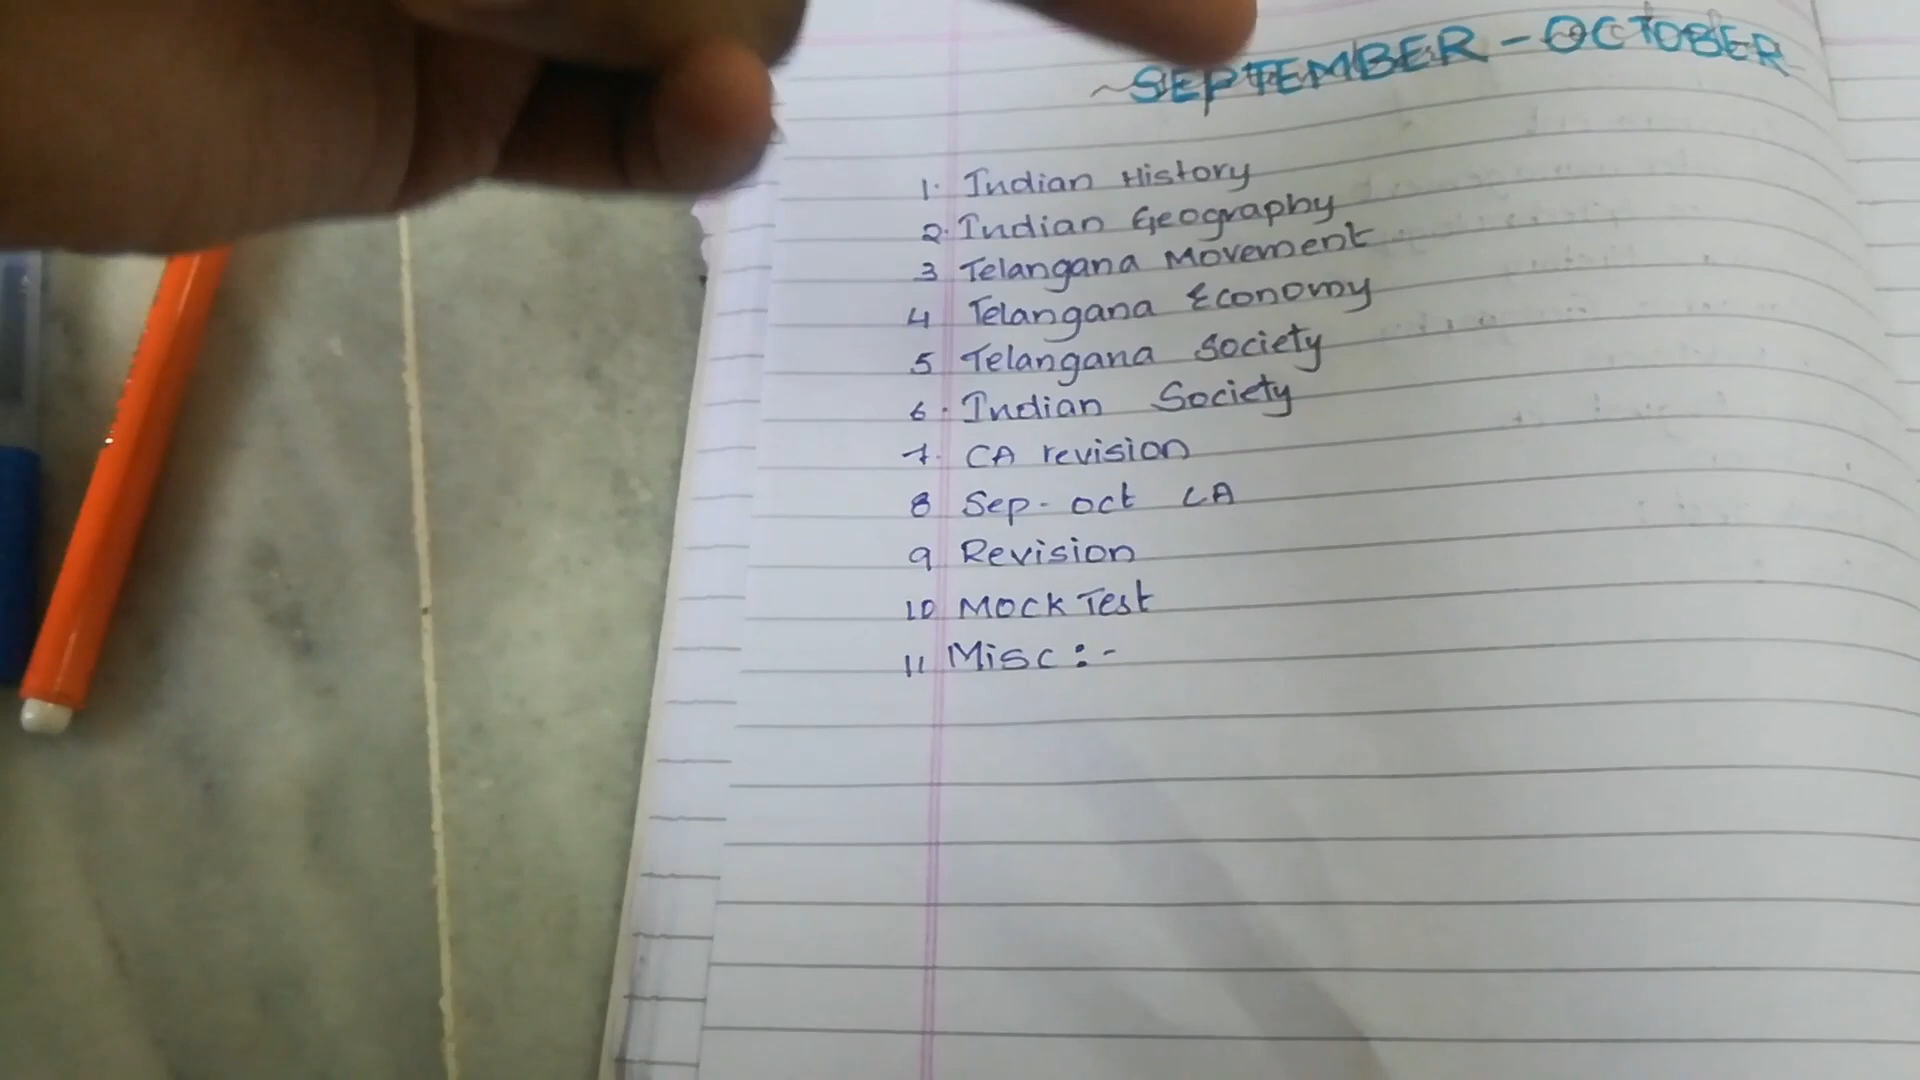 ~SEPTEMBER - OCTOBER
1. Indian History
2. Indian Geography
3 Telangana Movement
4 Telangana Economy
5 Telangana Society
6. Indian Society
7. CA revision
8 Sep- oct CA
9 Revision
10 Mock Test
11 Misc :-